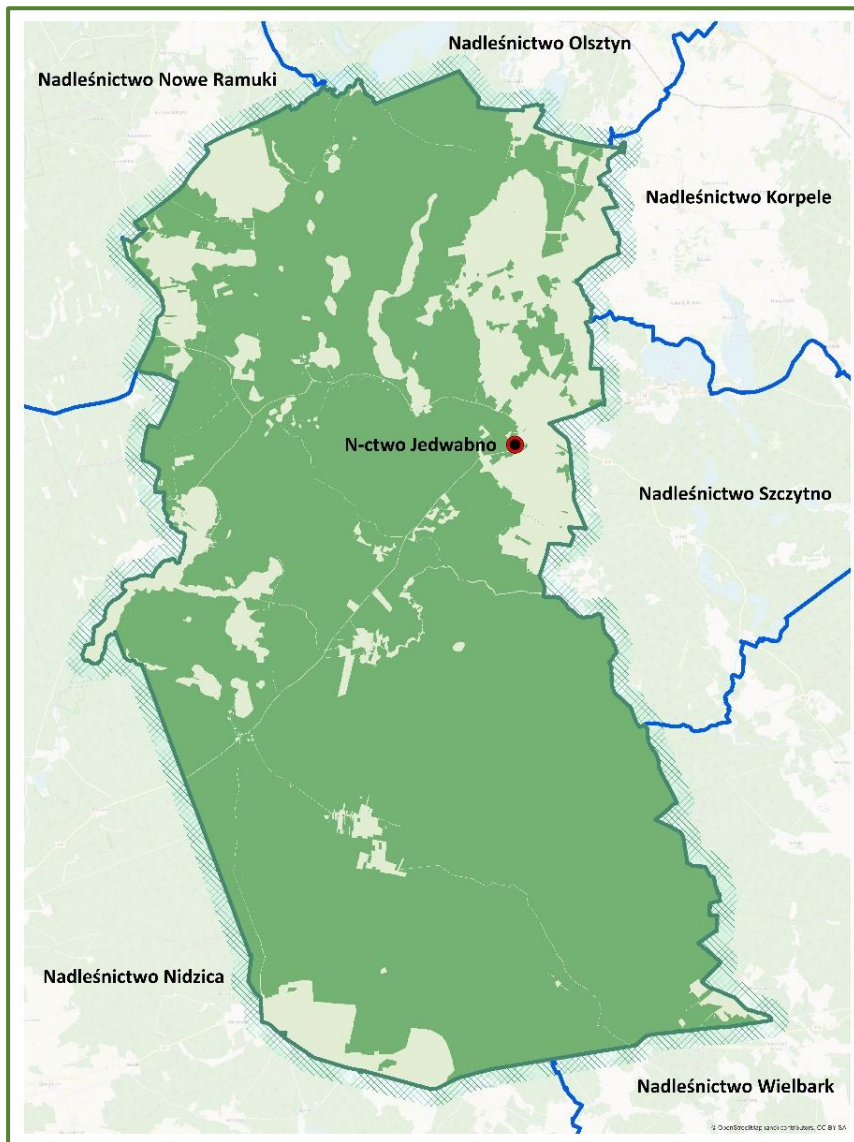 Nadleśnictwo Olsztyn
Nadleśnictwo Nowe Ramuki
Nadleśnictwo Korpele
N-ctwo Jedwabno
Nadleśnictwo Szczytno
Nadleśnictwo Nidzica
Nadleśnictwo Wielbark